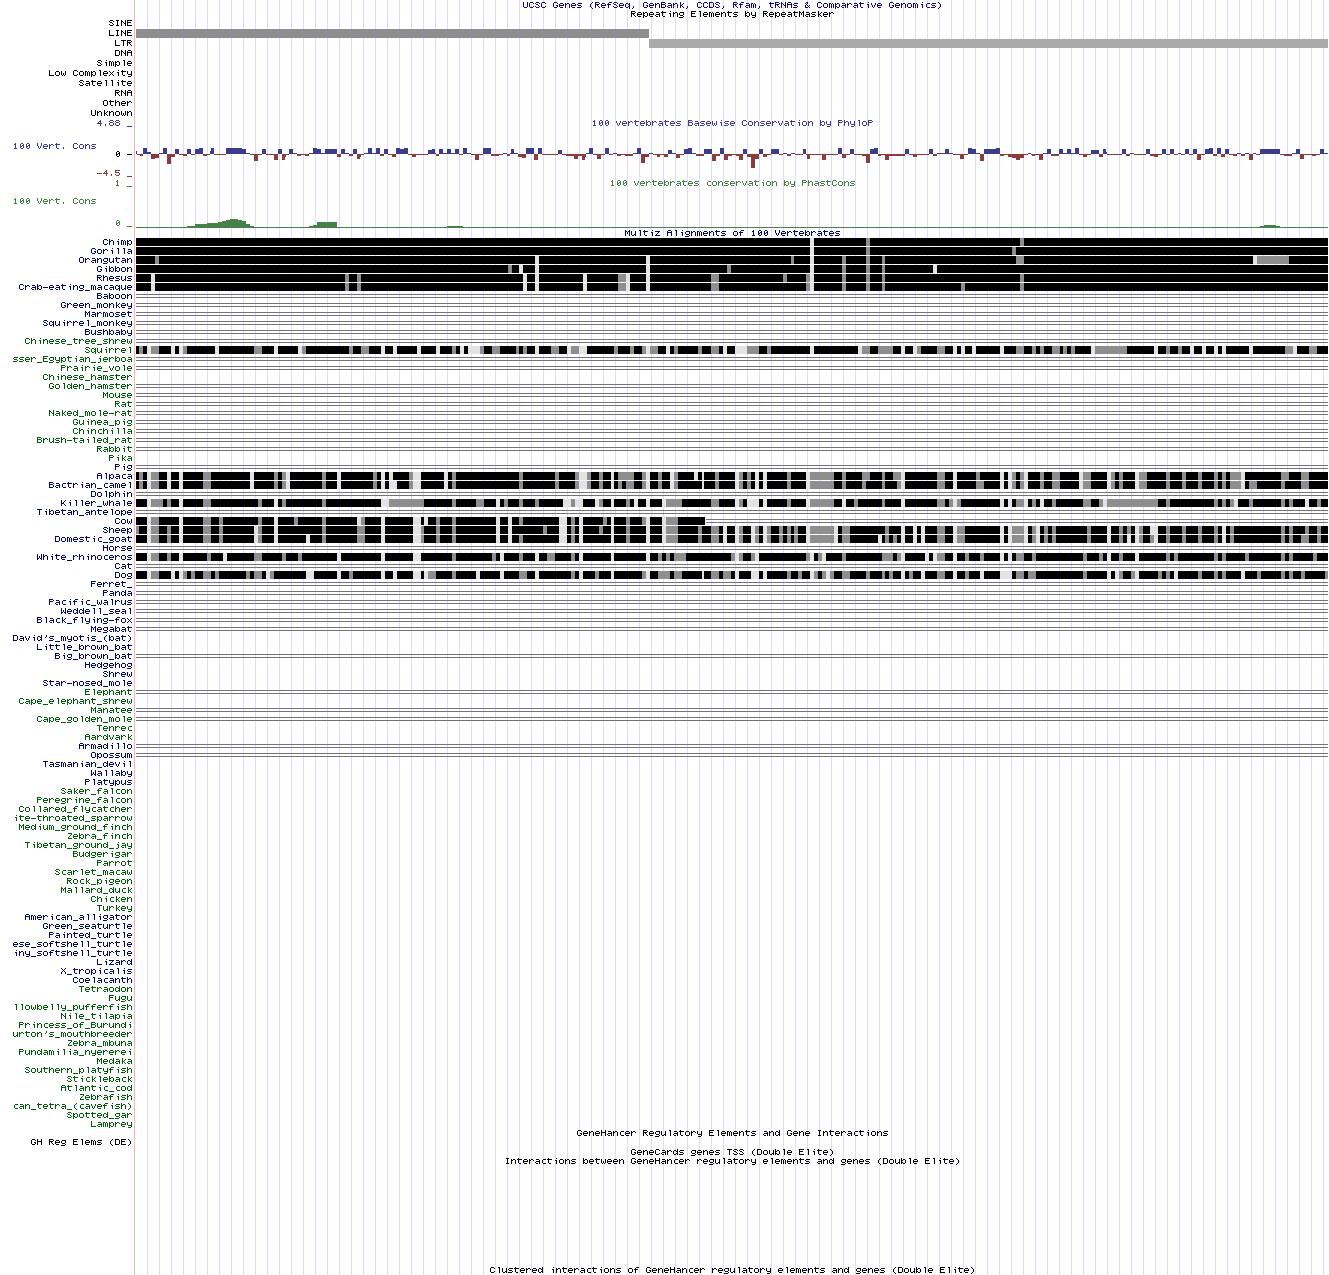 UCSC Genes (RefSeq, GenBank, CCDS, Rfam, tRNAs & Comparative Genomics)
Repeating Elements by RepeatMasker
SINE
LINE
LTR
DNA
Simple
Low Complexity
Satellite
RNA
Other
Unknown
100 vertebrates Basewise Conservation by PhyloP
4.88 _
100 Vert. Cons
0 _
-4.5 _
100 vertebrates conservation by PhastCons
1 _
100 Vert. Cons
0 _
Multiz Alignments of 100 Vertebrates
Chimp
Gorilla
Orangutan
Gibbon
Rhesus
Crab-eating_macaque
Baboon
Green_monkey
Marmoset
Squirrel_monkey
Bushbaby
Chinese_tree_shrew
Squirrel
sser_Egyptian_jerboa
Prairie_vole
Chinese_hamster
Golden_hamster
Mouse
Rat
Naked_mole-rat
Guinea_pig
Chinchilla
Brush-tailed_rat
Rabbit
Pika
Pig
Alpaca
Bactrian_camel
Dolphin
Killer_whale
Tibetan_antelope
Cow
Sheep
Domestic_goat
Horse
White_rhinoceros
Cat
Dog
Ferret_
Panda
Pacific_walrus
Weddell_seal
Black_flying-fox
Megabat
David's_myotis_(bat)
Little_brown_bat
Big_brown_bat
Hedgehog
Shrew
Star-nosed_mole
Elephant
Cape_elephant_shrew
Manatee
Cape_golden_mole
Tenrec
Aardvark
Armadillo
Opossum
Tasmanian_devil
Wallaby
Platypus
Saker_falcon
Peregrine_falcon
Collared_flycatcher
ite-throated_sparrow
Medium_ground_finch
Zebra_finch
Tibetan_ground_jay
Budgerigar
Parrot
Scarlet_macaw
Rock_pigeon
Mallard_duck
Chicken
Turkey
American_alligator
Green_seaturtle
Painted_turtle
ese_softshell_turtle
iny_softshell_turtle
Lizard
X_tropicalis
Coelacanth
Tetraodon
Fugu
llowbelly_pufferfish
Nile_tilapia
Princess_of_Burundi
urton's_mouthbreeder
Zebra_mbuna
Pundamilia_nyererei
Medaka
Southern_platyfish
Stickleback
Atlantic_cod
Zebrafish
can_tetra_(cavefish)
Spotted_gar
Lamprey
GeneHancer Regulatory Elements and Gene Interactions
GH Reg Elems (DE)
GeneCards genes TSS (Double Elite)
Interactions between GeneHancer regulatory elements and genes (Double Elite)
Clustered interactions of GeneHancer regulatory elements and genes (Double Elite)